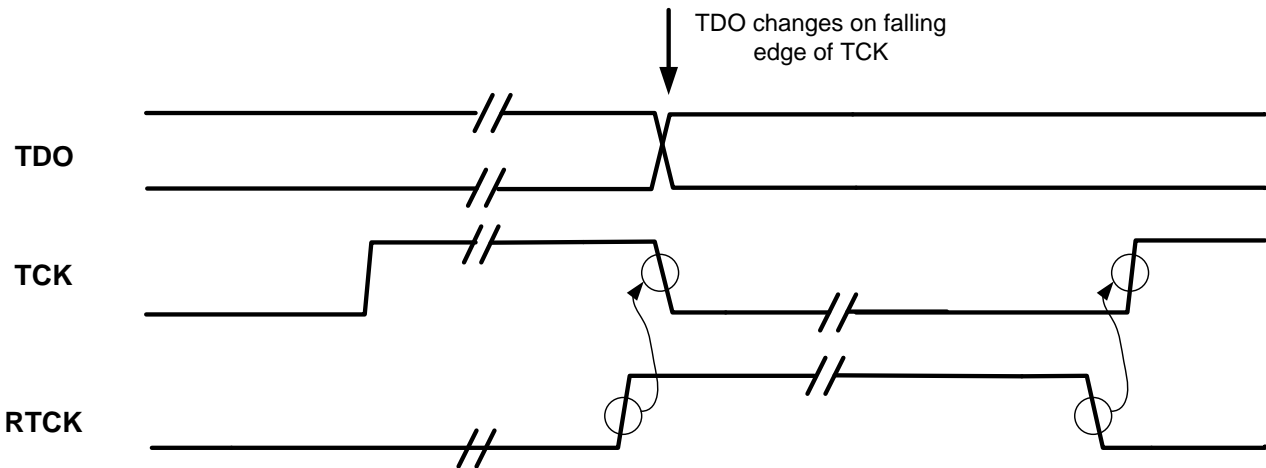 TDO changes on falling
edge of TCK
TDO
TCK
RTCK